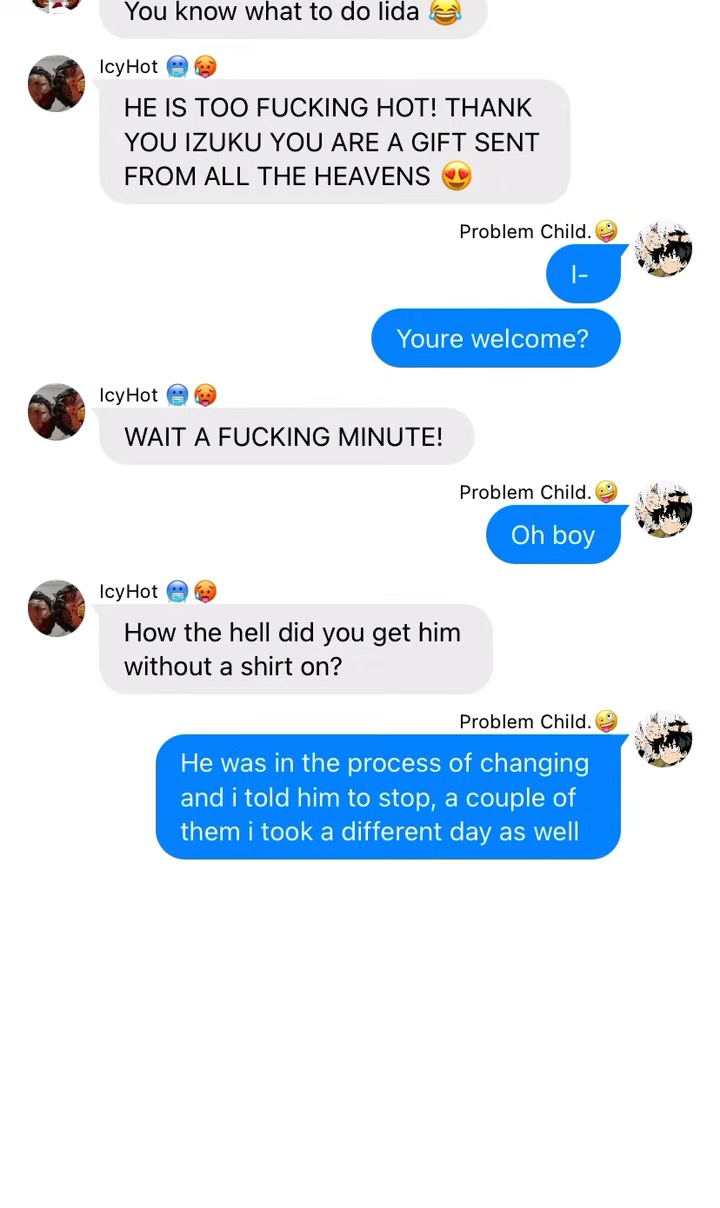 You know what to do Iida 😂
IcyHot 🥶🥵
HE IS TOO FUCKING HOT! THANK
YOU IZUKU YOU ARE A GIFT SENT
FROM ALL THE HEAVENS 😍
Problem Child.🤪
I-
Youre welcome?
IcyHot 🥶🥵
WAIT A FUCKING MINUTE!
Problem Child.🤪
Oh boy
IcyHot 🥶🥵
How the hell did you get him
without a shirt on?
Problem Child.🤪
He was in the process of changing
and i told him to stop, a couple of
them i took a different day as well